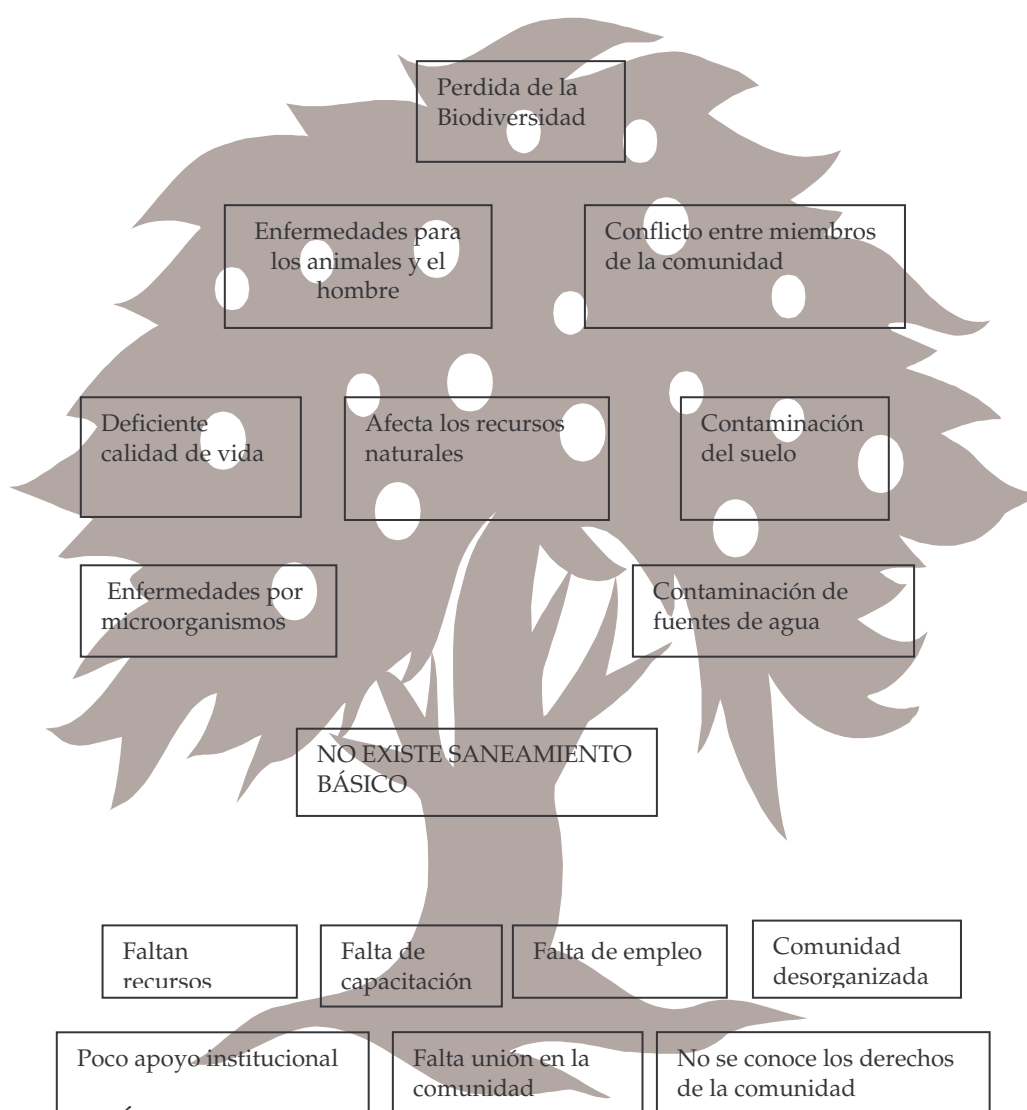 Perdida de la
Biodiversidad
Enfermedades para
los animales y el
hombre
Conflicto entre miembros
de la comunidad
Deficiente
calidad de vida
Afecta los recursos
naturales
Contaminación
del suelo
Enfermedades por
microorganismos
Contaminación de
fuentes de agua
NO EXISTE SANEAMIENTO
BÁSICO
Faltan
recursos
Falta de
capacitación
Falta de empleo
Comunidad
desorganizada
Poco apoyo institucional
Falta unión en la
comunidad
No se conoce los derechos
de la comunidad